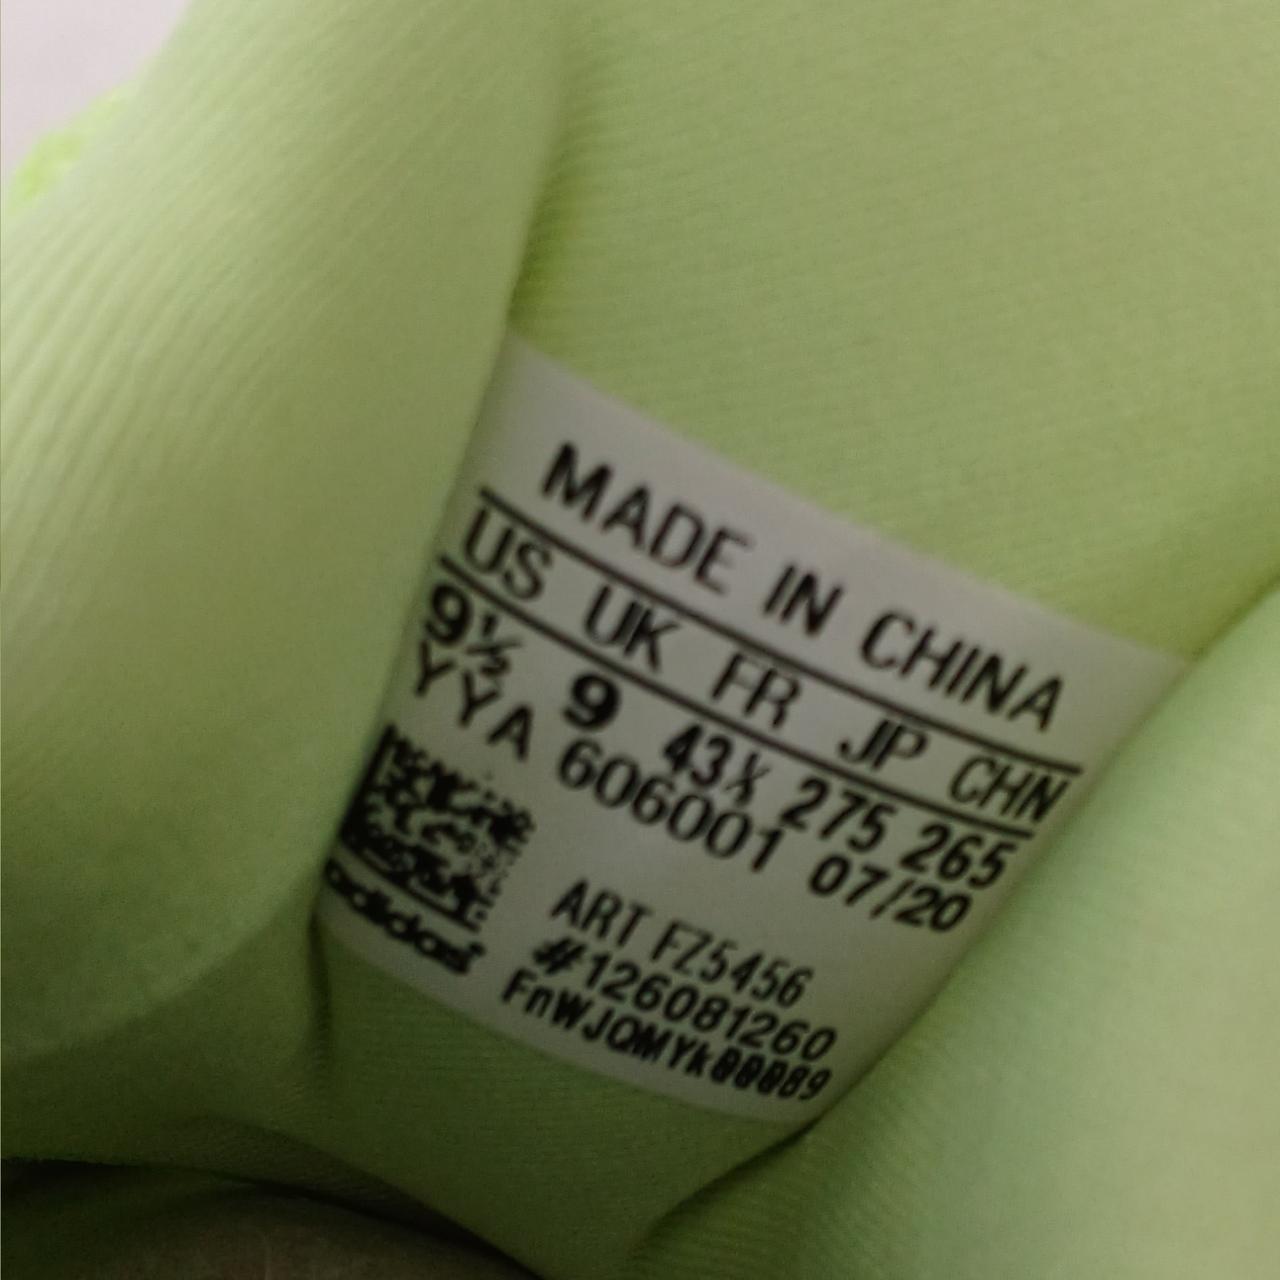 MADE IN CHINA
US UK FR JP CHN
9½ 9 43⅓ 275 265
YYA 606001 07/20
ART FZ5456
#126081260
adidas